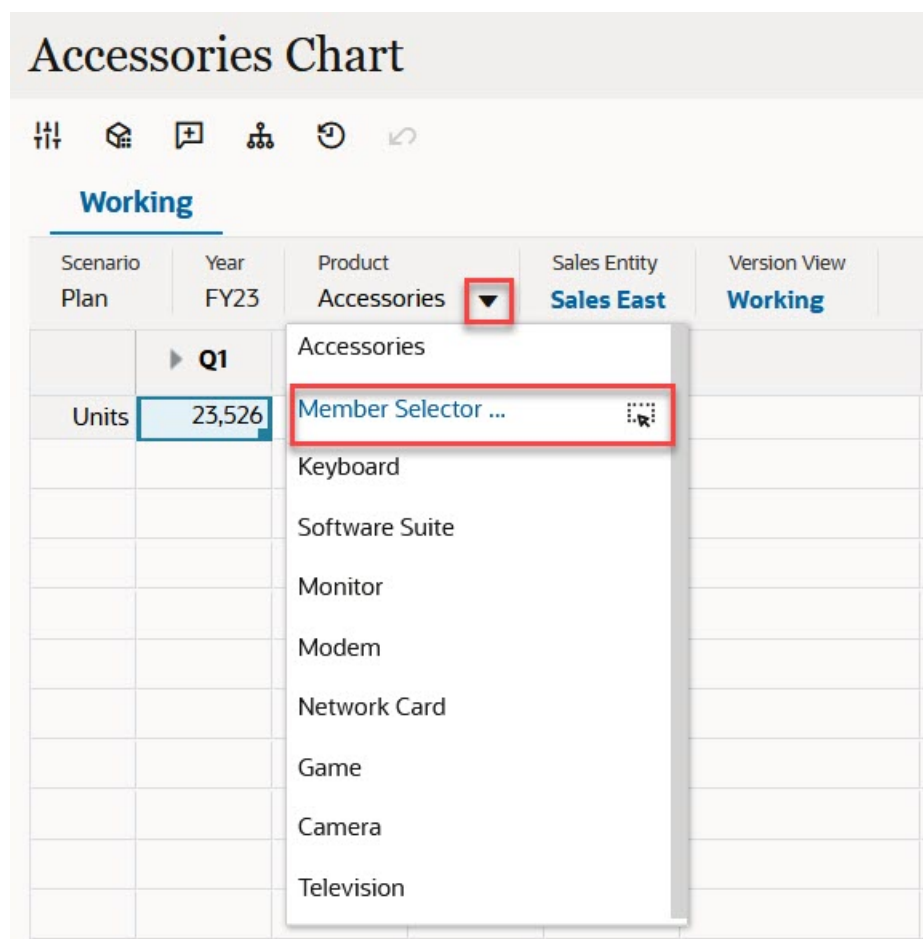 Accessories Chart
Working
Scenario Year Product Sales Entity Version View
Plan FY23 Accessories Sales East Working
Q1
Accessories
Units 23,526
Member Selector ...
Keyboard
Software Suite
Monitor
Modem
Network Card
Game
Camera
Television